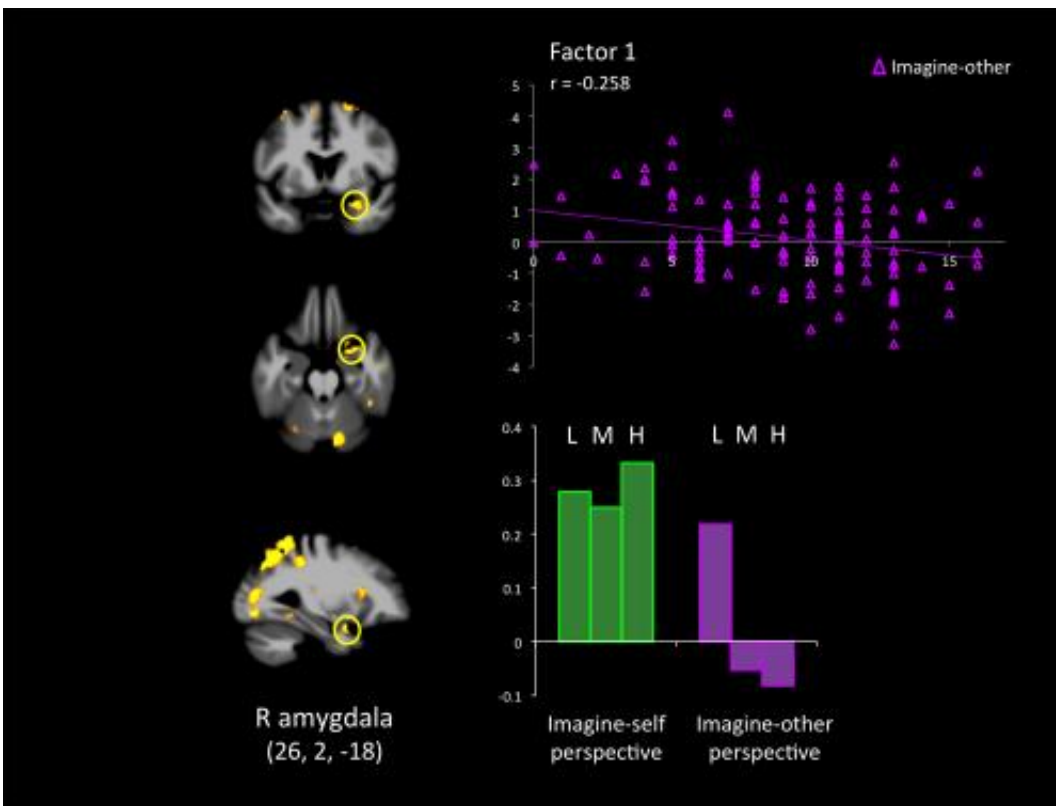 Factor 1
r = -0.258
Imagine-other
5
4
3
2
1
0
-1
-2
-3
-4
0
5
10
15
0.4
0.3
0.2
0.1
0
-0.1
L M H
L M H
Imagine-self
perspective
Imagine-other
perspective
R amygdala
(26, 2, -18)